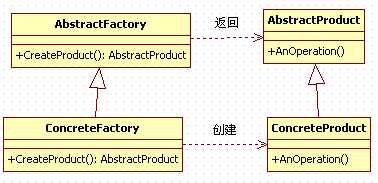 AbstractFactory
+CreateProduct(): AbstractProduct
返回
AbstractProduct
+AnOperation()
ConcreteFactory
+CreateProduct(): AbstractProduct
创建
ConcreteProduct
+AnOperation()